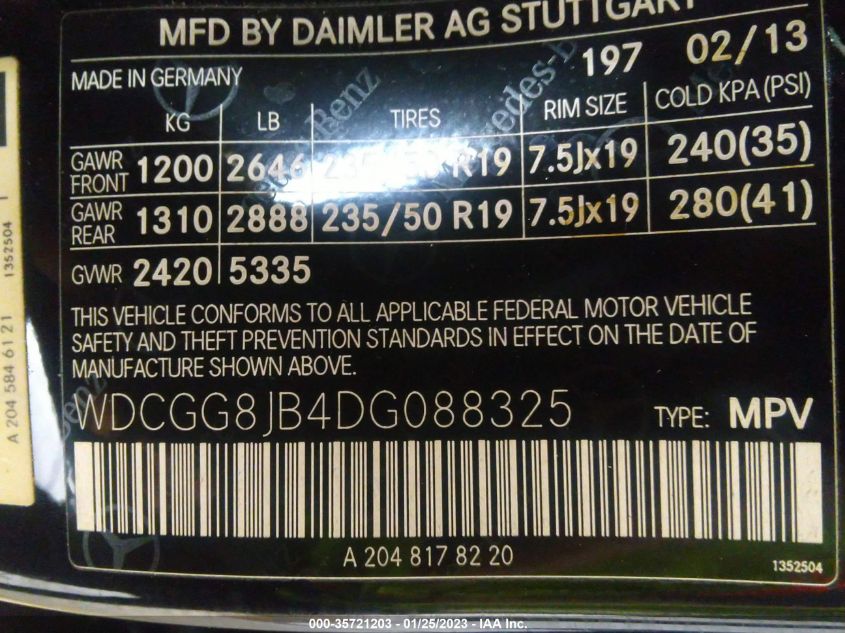 MFD BY DAIMLER AG STUTTGART
MADE IN GERMANY 197 02/13
KG LB TIRES RIM SIZE COLD KPA (PSI)
GAWR FRONT 1200 2646 235/50 R19 7.5Jx19 240(35)
GAWR REAR 1310 2888 235/50 R19 7.5Jx19 280(41)
GVWR 2420 5335
THIS VEHICLE CONFORMS TO ALL APPLICABLE FEDERAL MOTOR VEHICLE
SAFETY AND THEFT PREVENTION STANDARDS IN EFFECT ON THE DATE OF
MANUFACTURE SHOWN ABOVE.
WDCGG8JB4DG088325 TYPE: MPV
A 204 817 82 20
1352504
A 204 584 61 21 1352504
Mercedes-Benz
000-35721203 - 01/25/2023 - © IAA Inc.